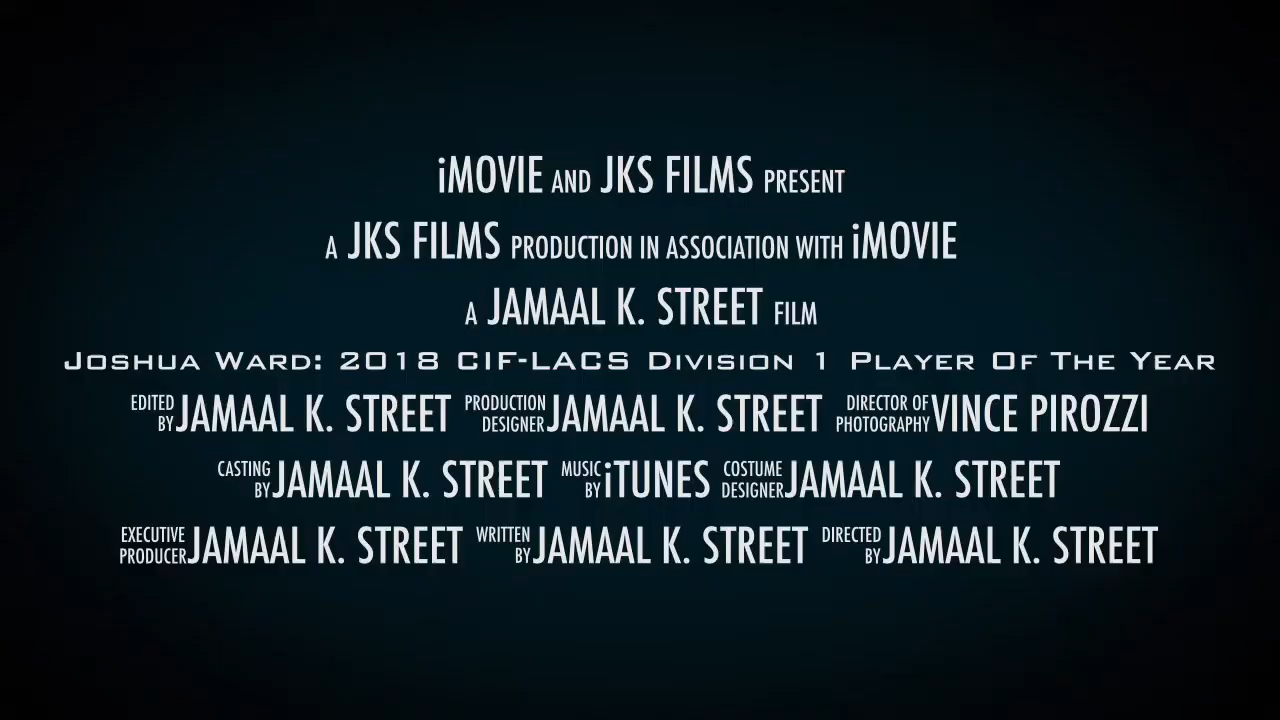 iMOVIE AND JKS FILMS PRESENT
A JKS FILMS PRODUCTION IN ASSOCIATION WITH iMOVIE
A JAMAAL K. STREET FILM
JOSHUA WARD: 2018 CIF-LACS DIVISION 1 PLAYER OF THE YEAR
EDITED BY JAMAAL K. STREET PRODUCTION DESIGNER JAMAAL K. STREET DIRECTOR OF PHOTOGRAPHY VINCE PIROZZI
CASTING BY JAMAAL K. STREET MUSIC BY iTUNES COSTUME DESIGNER JAMAAL K. STREET
EXECUTIVE PRODUCER JAMAAL K. STREET WRITTEN BY JAMAAL K. STREET DIRECTED BY JAMAAL K. STREET